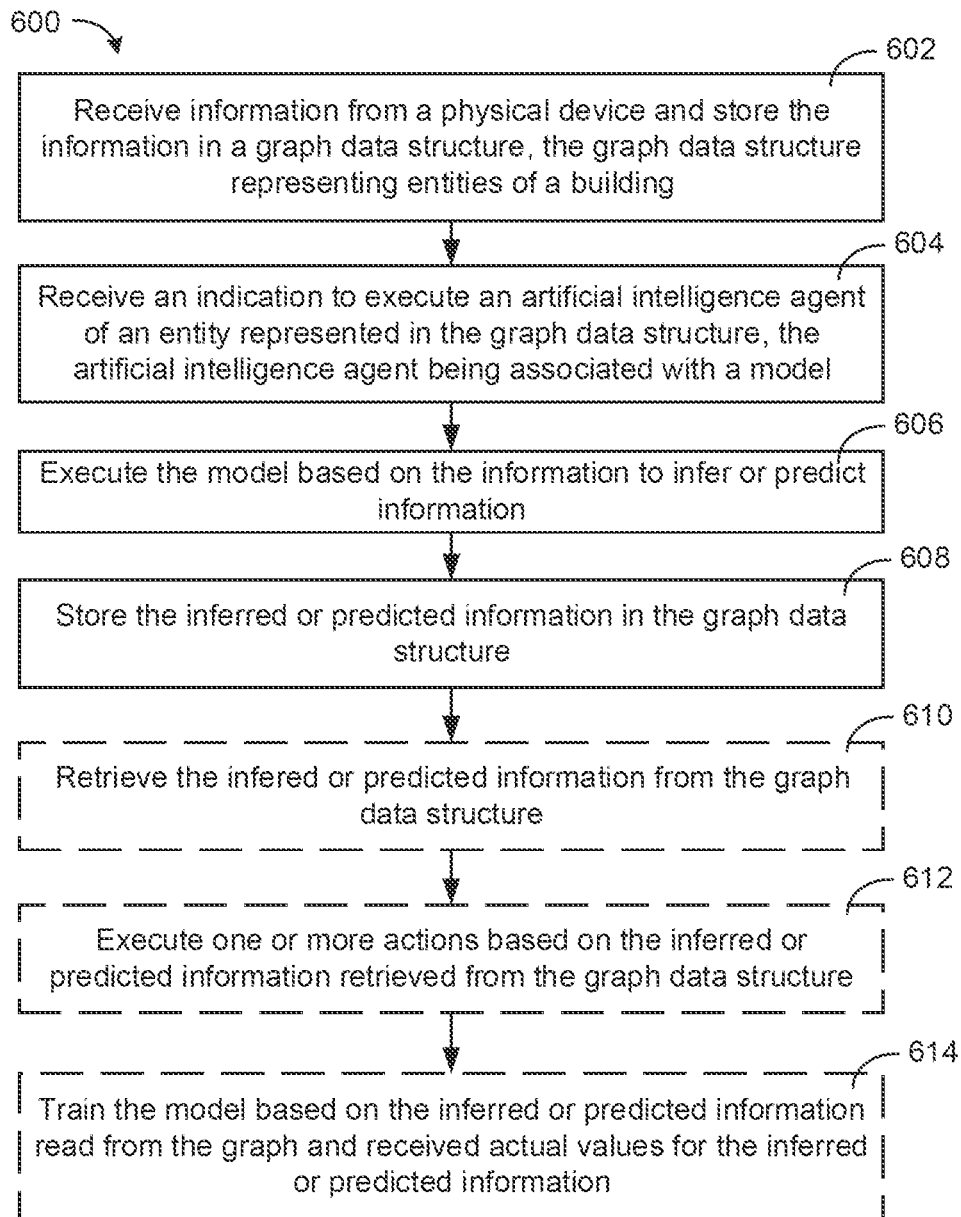 600
602
Receive information from a physical device and store the
information in a graph data structure, the graph data structure
representing entities of a building
604
Receive an indication to execute an artificial intelligence agent
of an entity represented in the graph data structure, the
artificial intelligence agent being associated with a model
606
Execute the model based on the information to infer or predict
information
608
Store the inferred or predicted information in the graph data
structure
610
Retrieve the infered or predicted information from the graph
data structure
612
Execute one or more actions based on the inferred or
predicted information retrieved from the graph data structure
614
Train the model based on the inferred or predicted information
read from the graph and received actual values for the inferred
or predicted information